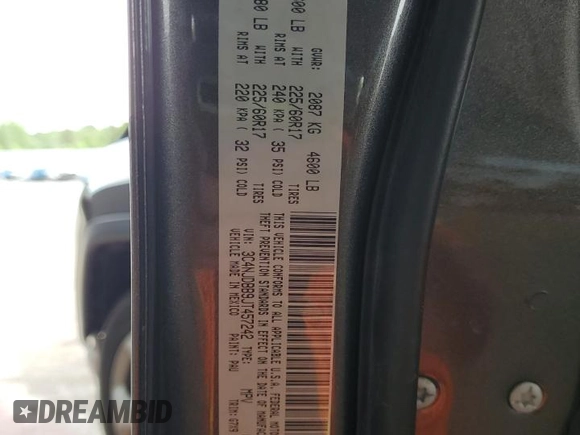 GVWR: 2087 KG 4600 LB
00 LB WITH 225/60R17 TIRES
RIMS AT 240 KPA ( 35 PSI) COLD
80 LB WITH 225/60R17 TIRES
RIMS AT 220 KPA ( 32 PSI) COLD
THIS VEHICLE CONFORMS TO ALL APPLICABLE U.S.A. FEDERAL MOTOR
THEFT PREVENTION STANDARDS IN EFFECT ON THE DATE OF MANUFAC
VIN: 3C4NJDBB9JT457242 TYPE: MPV
VEHICLE MADE IN MEXICO PAINT: PAU TRIM: G7X9
DREAMBID